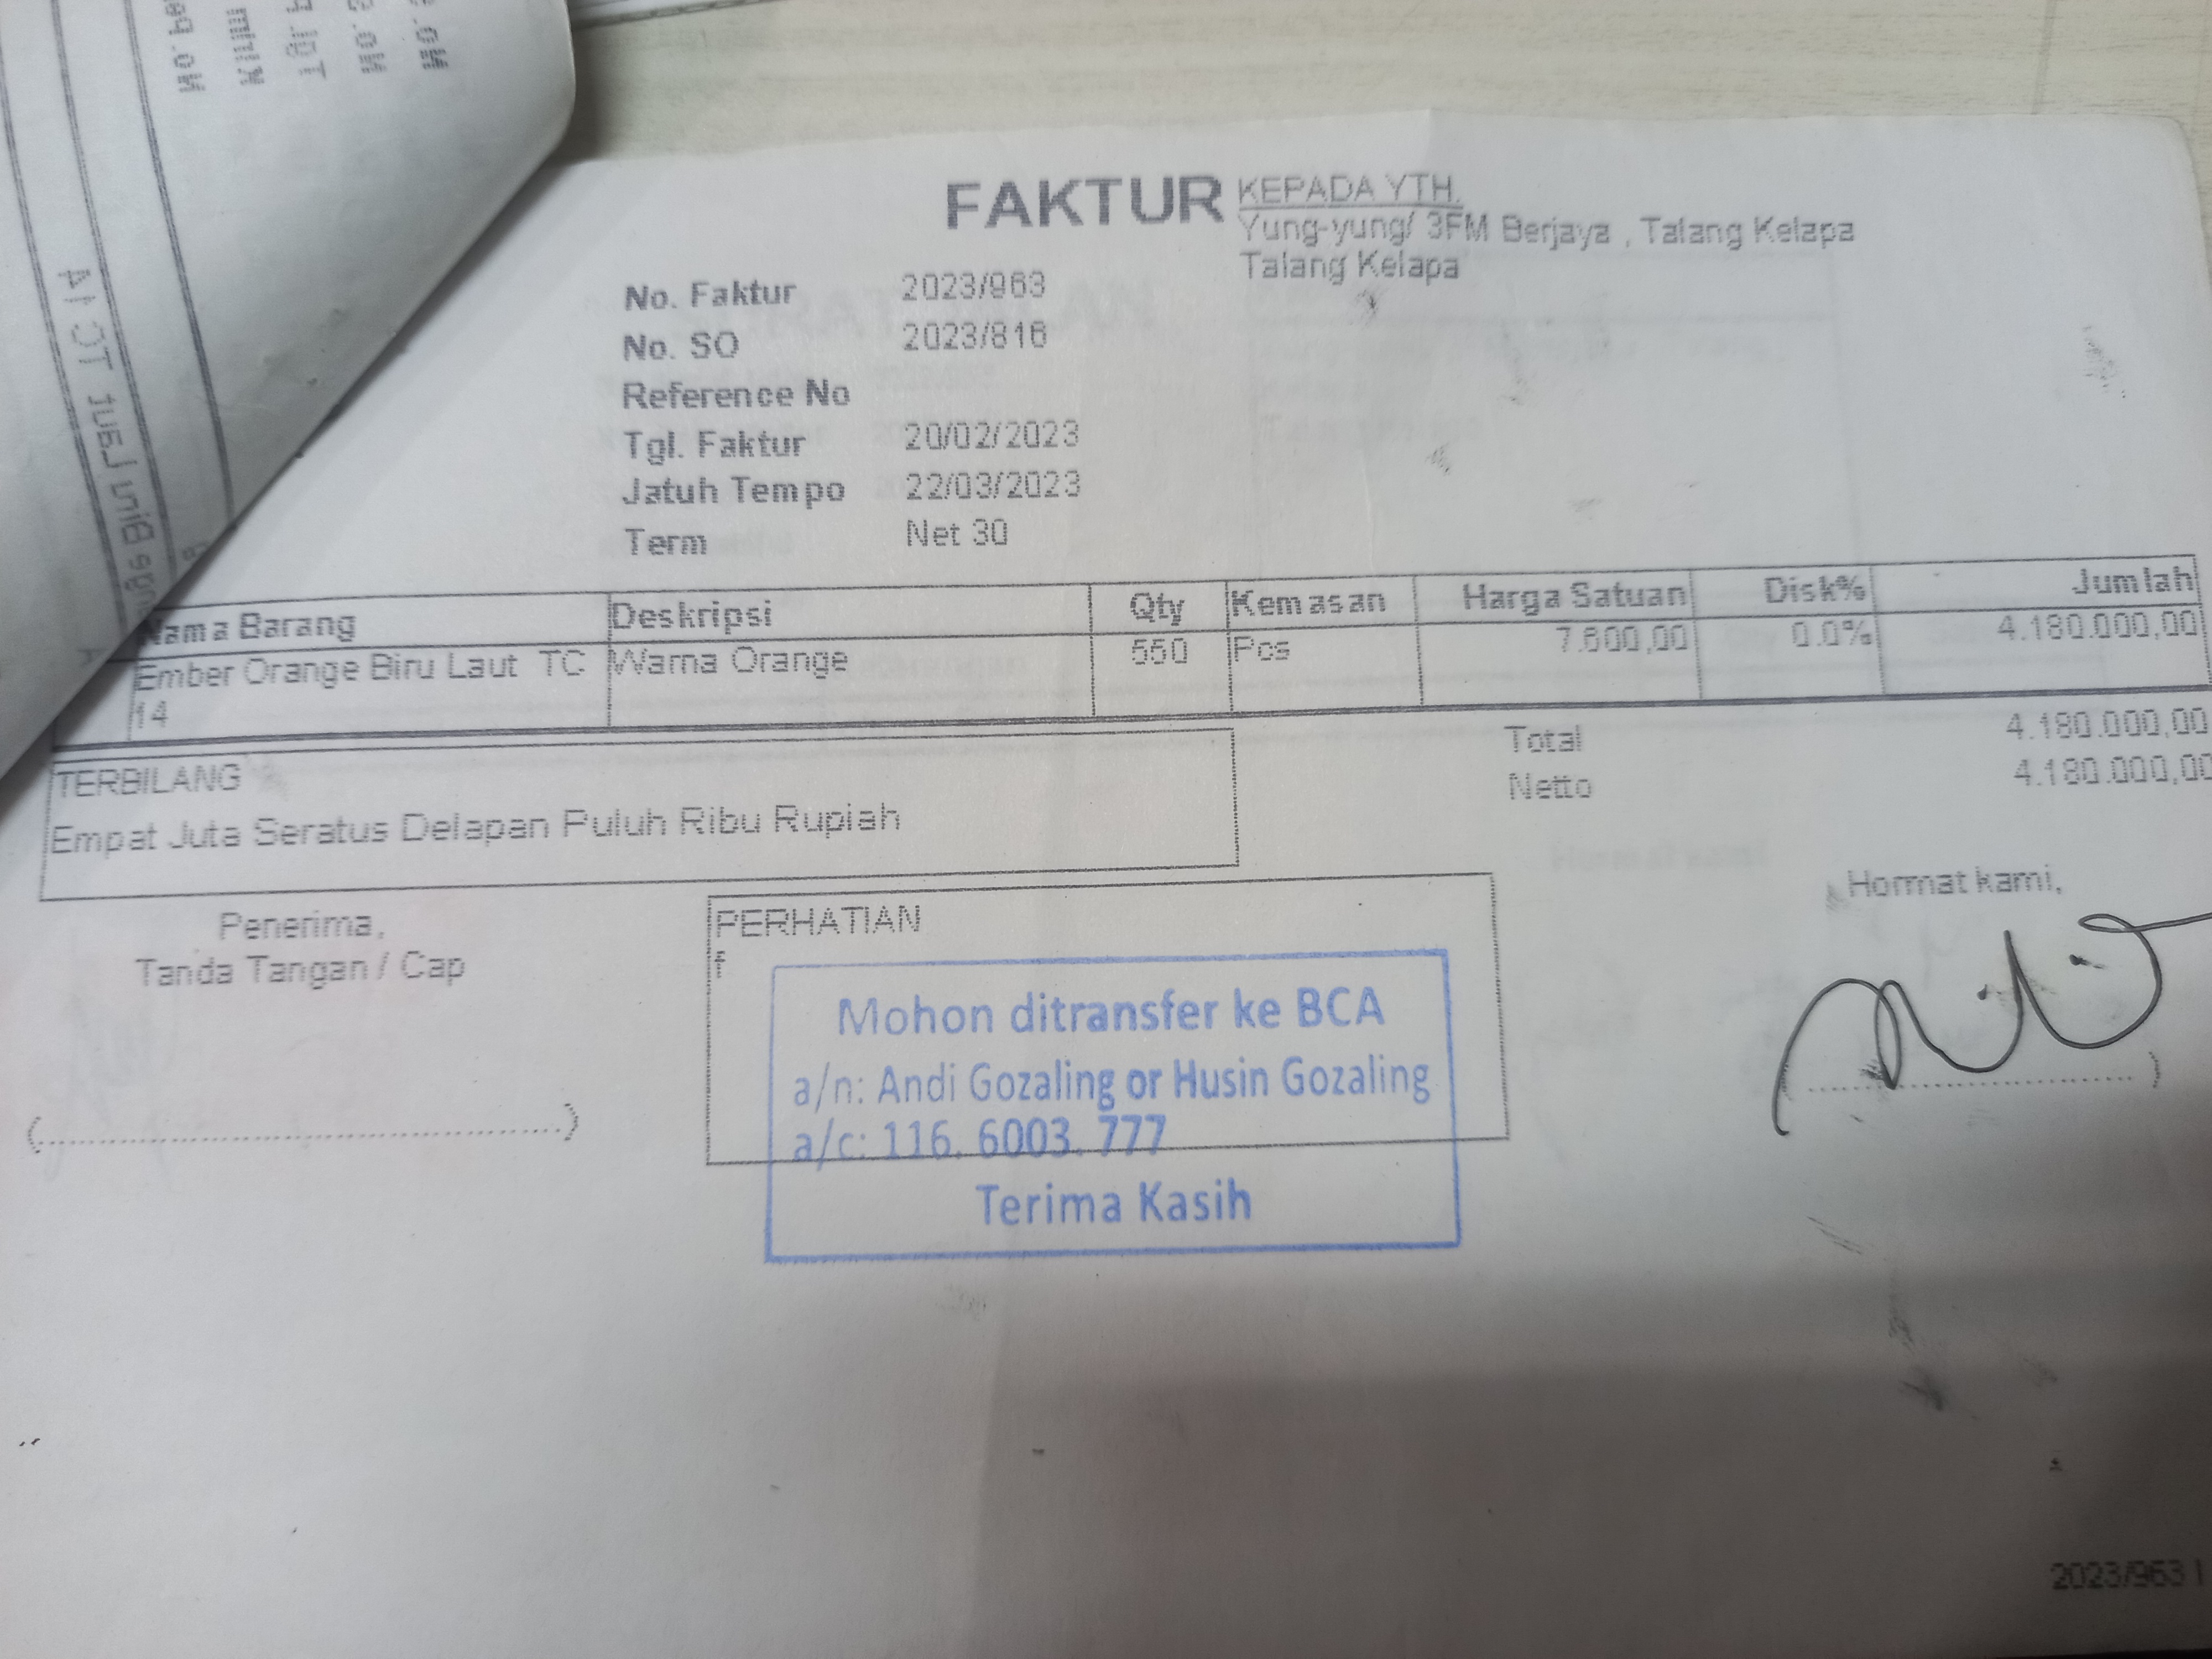 FAKTUR
KEPADA YTH.
Yung-yung/ 3FM Berjaya , Talang Kelapa
Talang Kelapa
No. Faktur 2023/963
No. SO 2023/816
Reference No
Tgl. Faktur 20/02/2023
Jatuh Tempo 22/03/2023
Term Net 30
Nama Barang Deskripsi Qty Kemasan Harga Satuan Disk% Jumlah
Ember Orange Biru Laut TC Warna Orange 550 Pcs 7.600,00 0.0% 4.180.000,00
14
Total 4.180.000,00
Netto 4.180.000,00
TERBILANG
Empat Juta Seratus Delapan Puluh Ribu Rupiah
Penerima,
Tanda Tangan / Cap
(........................................)
PERHATIAN
f
Mohon ditransfer ke BCA
a/n: Andi Gozaling or Husin Gozaling
a/c: 116. 6003. 777
Terima Kasih
Hormat kami,
2023/963